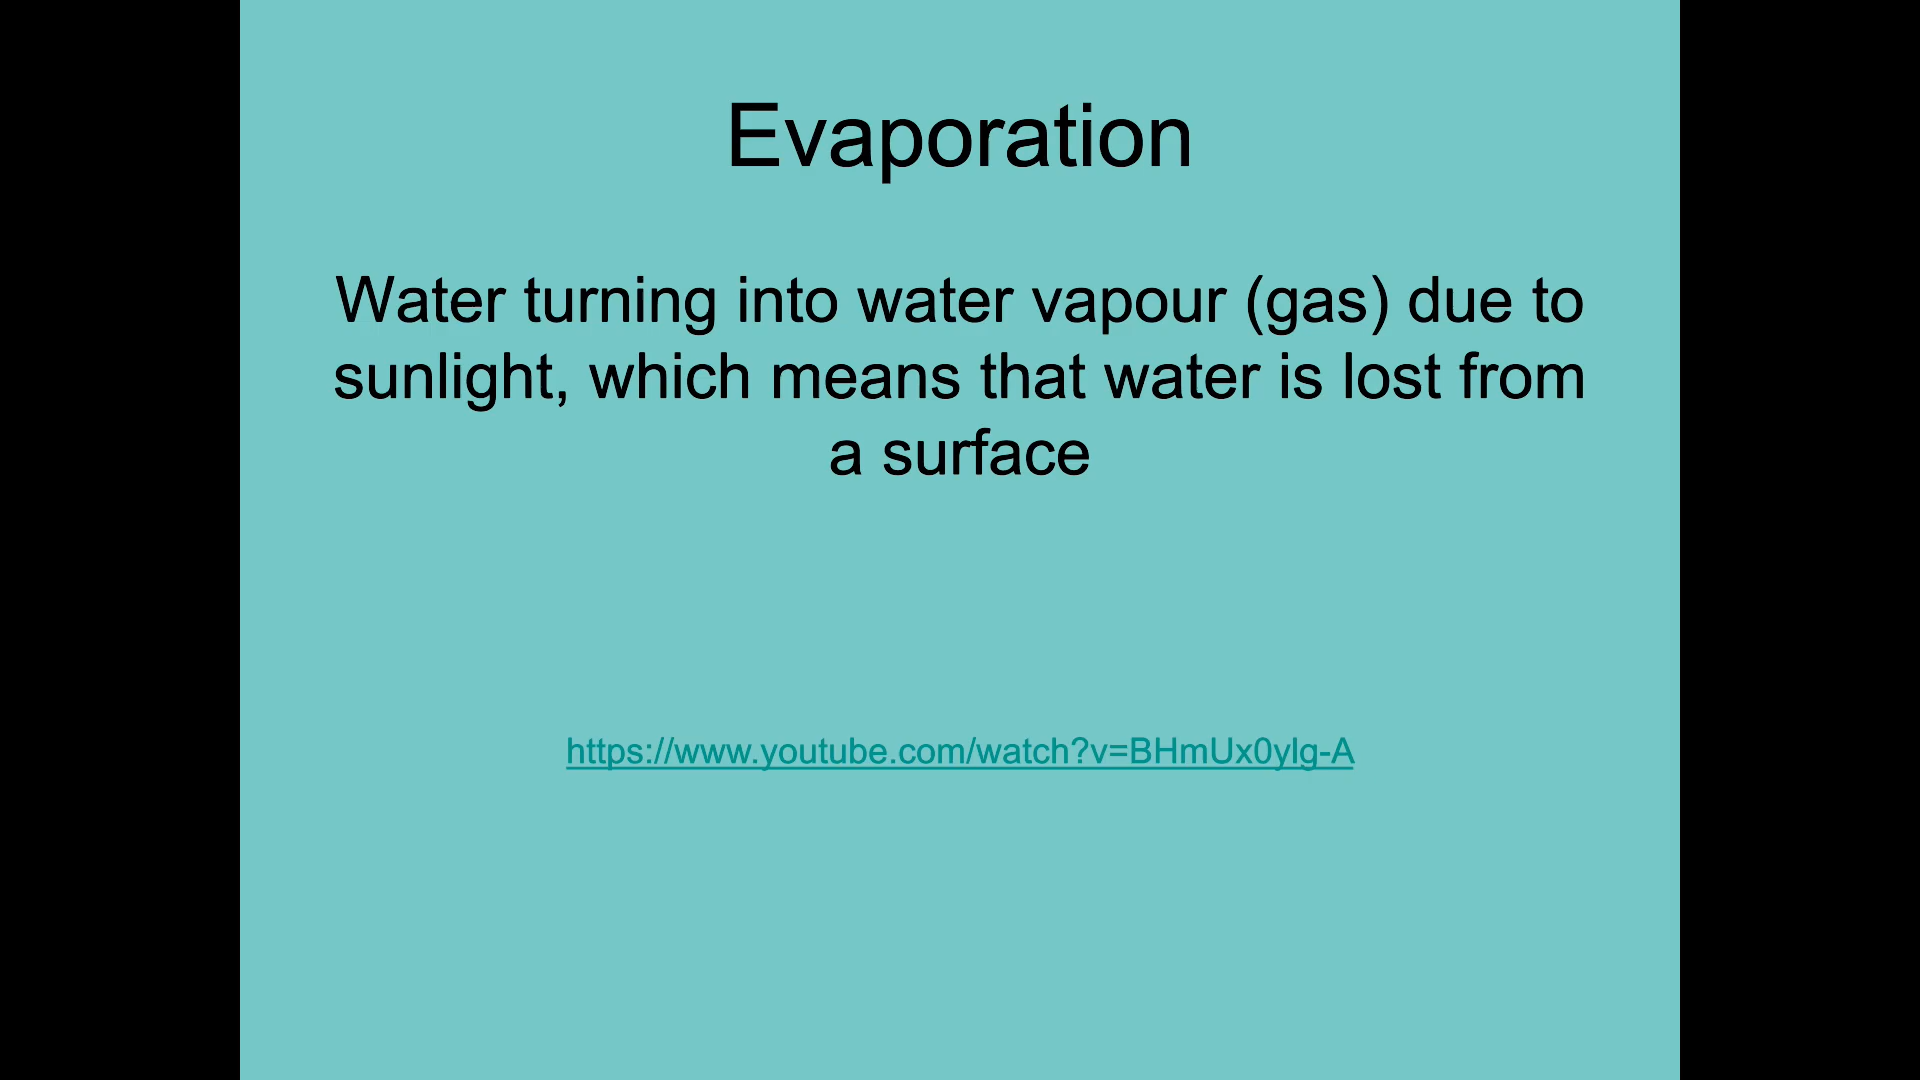 Evaporation
Water turning into water vapour (gas) due to
sunlight, which means that water is lost from
a surface
https://www.youtube.com/watch?v=BHmUx0yIg-A